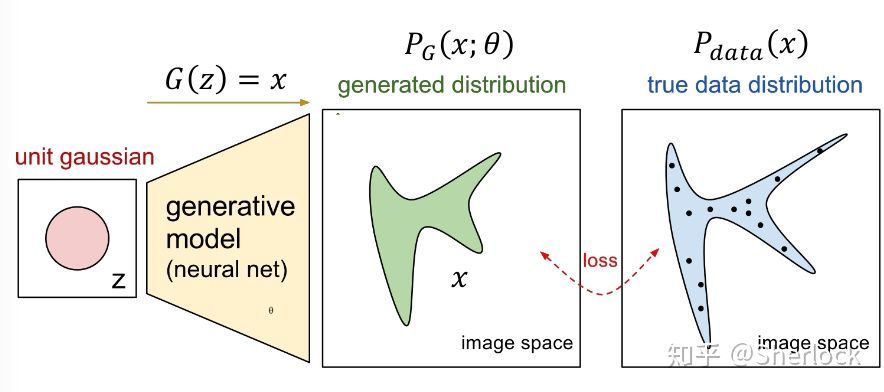 P_G(x; θ)
P_data(x)
G(z) = x
generated distribution
true data distribution
unit gaussian
generative
model
(neural net)
z
θ
x
loss
image space
image space
知乎 @Sherlock